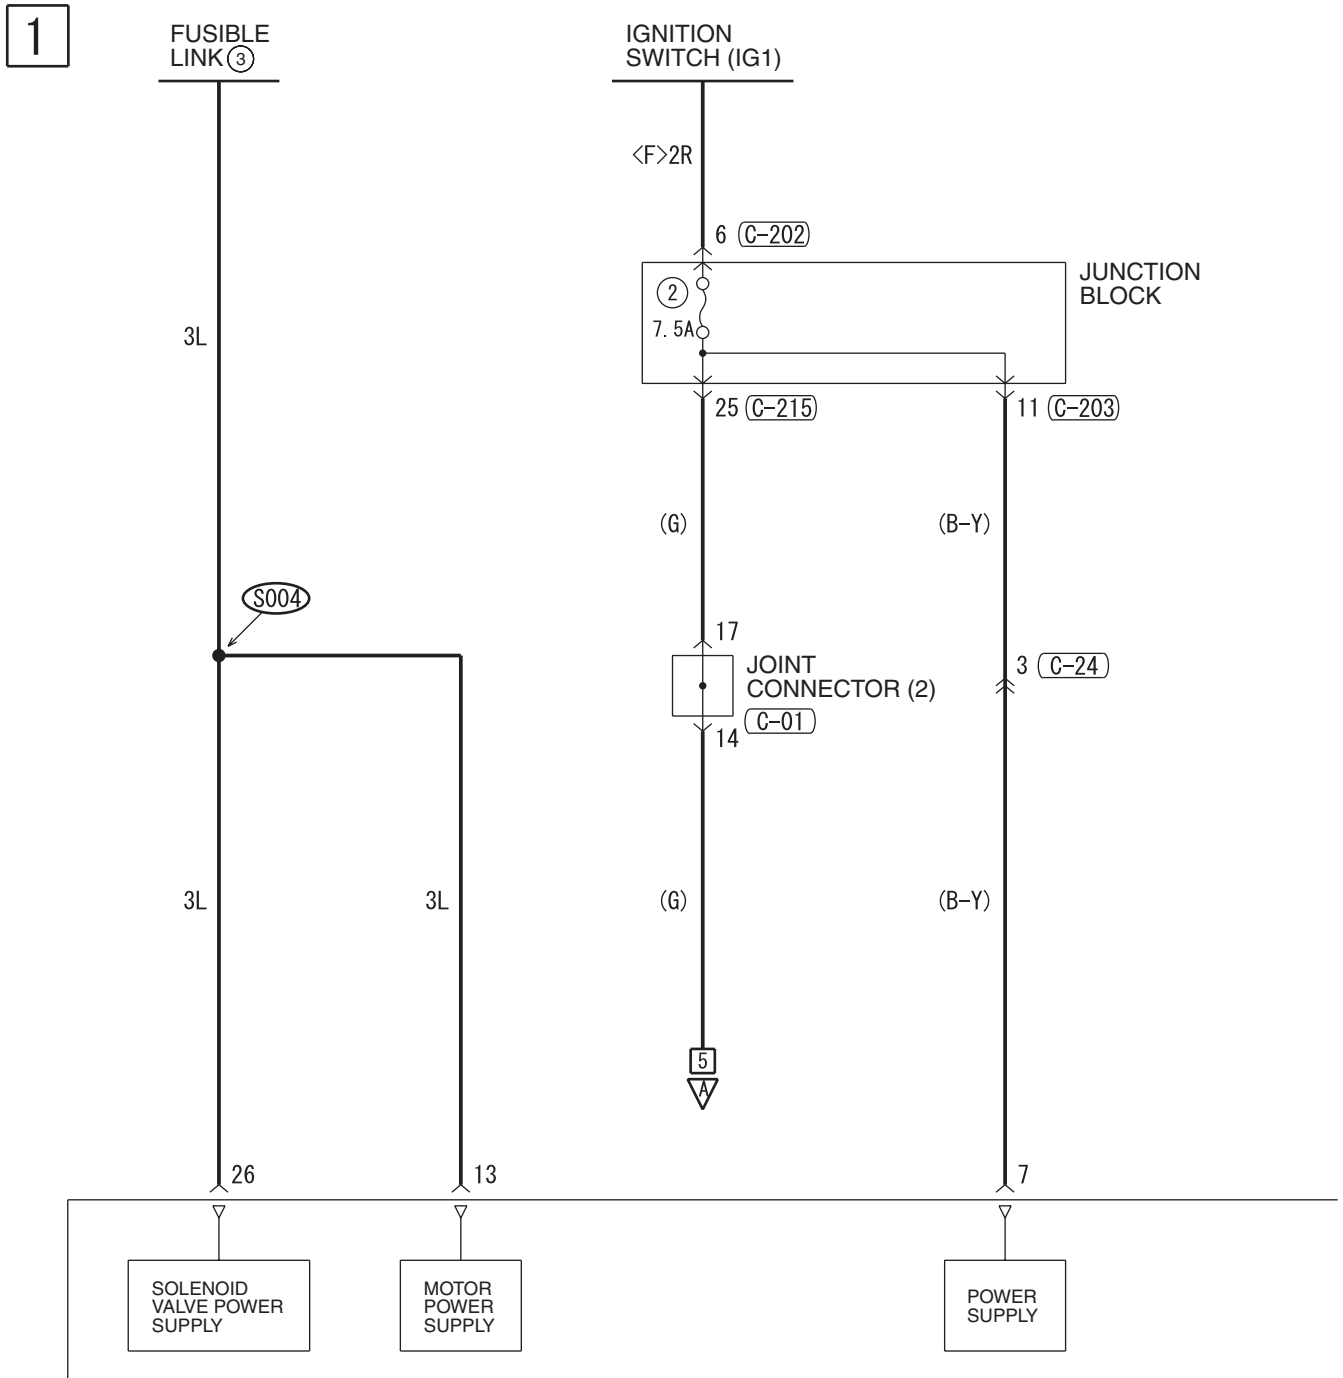 1
FUSIBLE
LINK ③
IGNITION
SWITCH (IG1)
<F>2R
6 C-202
JUNCTION
BLOCK
②
7.5A
3L
25 C-215
11 C-203
(G)
(B-Y)
S004
17
JOINT
CONNECTOR (2)
3 C-24
C-01
14
3L
3L
(G)
(B-Y)
5
A
26
13
7
SOLENOID
VALVE POWER
SUPPLY
MOTOR
POWER
SUPPLY
POWER
SUPPLY